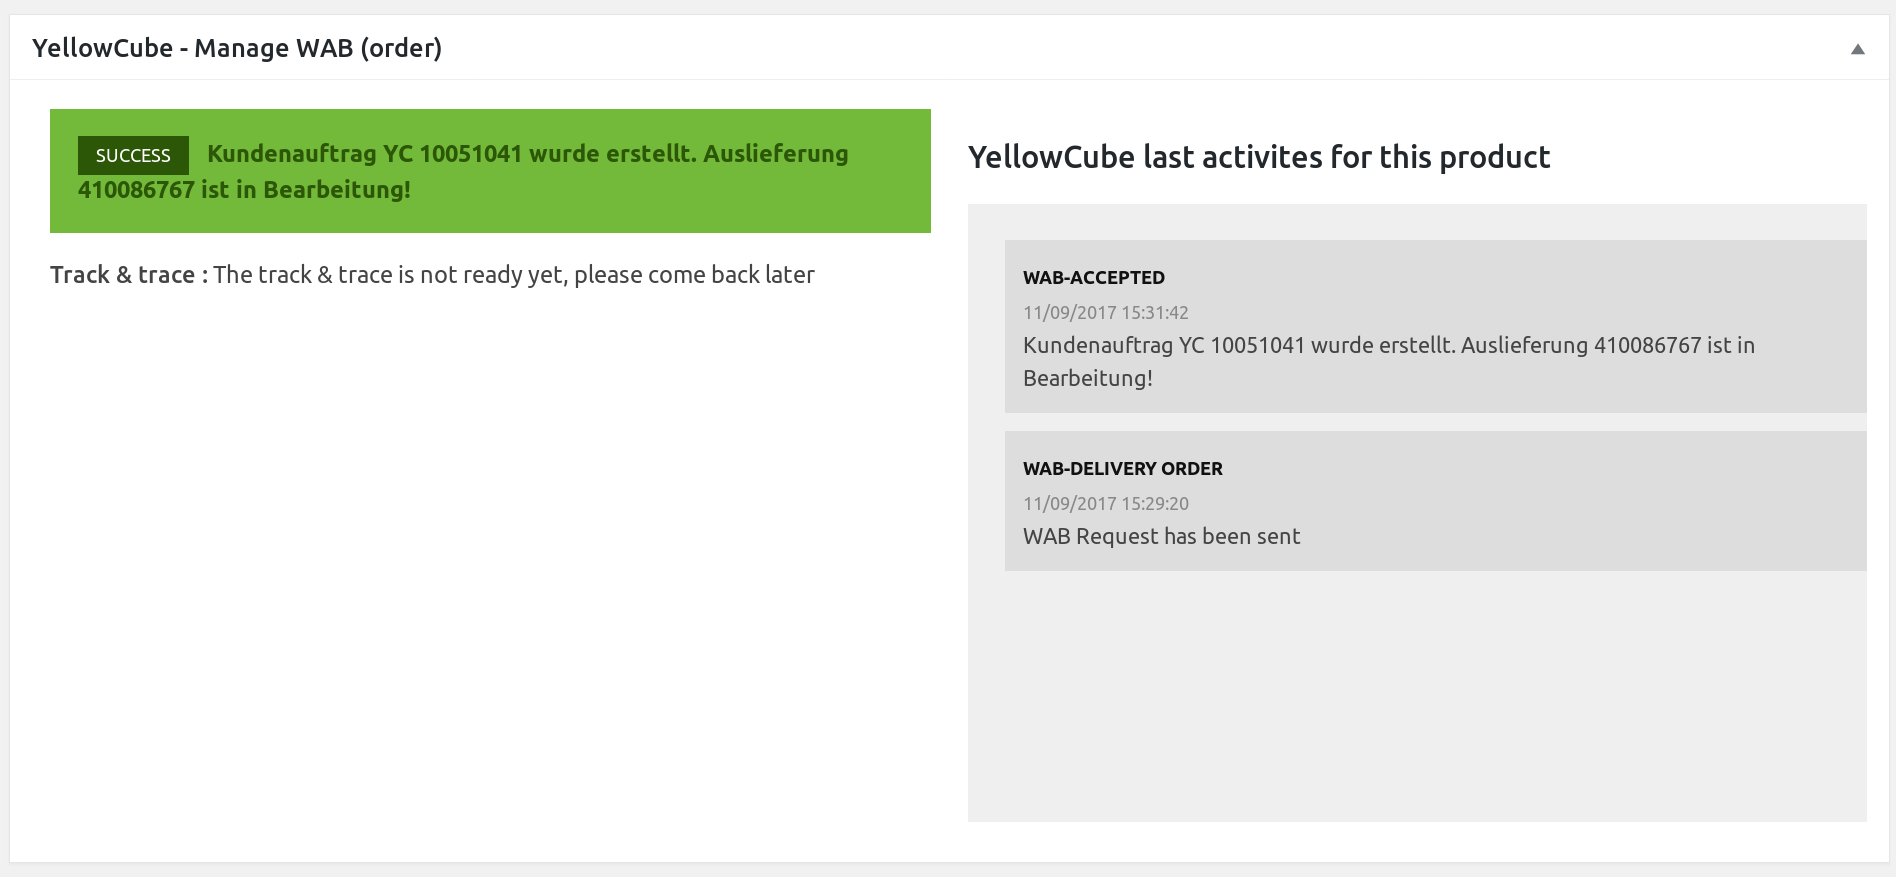 YellowCube - Manage WAB (order)
SUCCESS Kundenauftrag YC 10051041 wurde erstellt. Auslieferung
410086767 ist in Bearbeitung!
Track & trace : The track & trace is not ready yet, please come back later
YellowCube last activites for this product
WAB-ACCEPTED
11/09/2017 15:31:42
Kundenauftrag YC 10051041 wurde erstellt. Auslieferung 410086767 ist in
Bearbeitung!
WAB-DELIVERY ORDER
11/09/2017 15:29:20
WAB Request has been sent